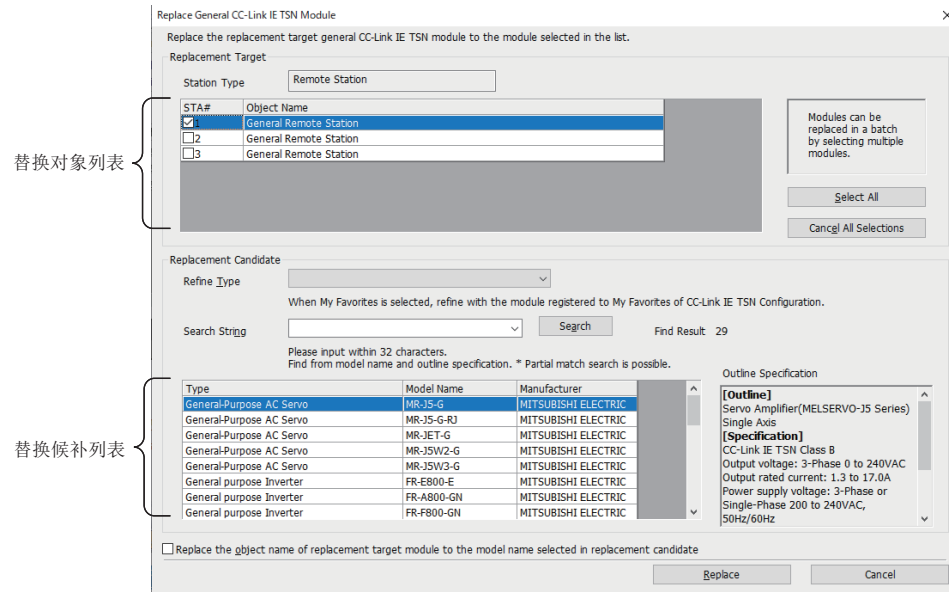 Replace General CC-Link IE TSN Module
Replace the replacement target general CC-Link IE TSN module to the module selected in the list.
Replacement Target
Station Type
Remote Station
STA#
Object Name
1
General Remote Station
2
General Remote Station
3
General Remote Station
替换对象列表
Modules can be
replaced in a batch
by selecting multiple
modules.
Select All
Cancel All Selections
Replacement Candidate
Refine Type
When My Favorites is selected, refine with the module registered to My Favorites of CC-Link IE TSN Configuration.
Search String
Search
Find Result 29
Please input within 32 characters.
Find from model name and outline specification. * Partial match search is possible.
Type Model Name Manufacturer
General-Purpose AC Servo MR-J5-G MITSUBISHI ELECTRIC
General-Purpose AC Servo MR-J5-G-RJ MITSUBISHI ELECTRIC
General-Purpose AC Servo MR-JET-G MITSUBISHI ELECTRIC
General-Purpose AC Servo MR-J5W2-G MITSUBISHI ELECTRIC
General-Purpose AC Servo MR-J5W3-G MITSUBISHI ELECTRIC
General purpose Inverter FR-E800-E MITSUBISHI ELECTRIC
General purpose Inverter FR-A800-GN MITSUBISHI ELECTRIC
General purpose Inverter FR-F800-GN MITSUBISHI ELECTRIC
替换候补列表
Outline Specification
[Outline]
Servo Amplifier(MELSERVO-J5 Series)
Single Axis
[Specification]
CC-Link IE TSN Class B
Output voltage: 3-Phase 0 to 240VAC
Output rated current: 1.3 to 17.0A
Power supply voltage: 3-Phase or
Single-Phase 200 to 240VAC,
50Hz/60Hz
Replace the object name of replacement target module to the model name selected in replacement candidate
Replace
Cancel